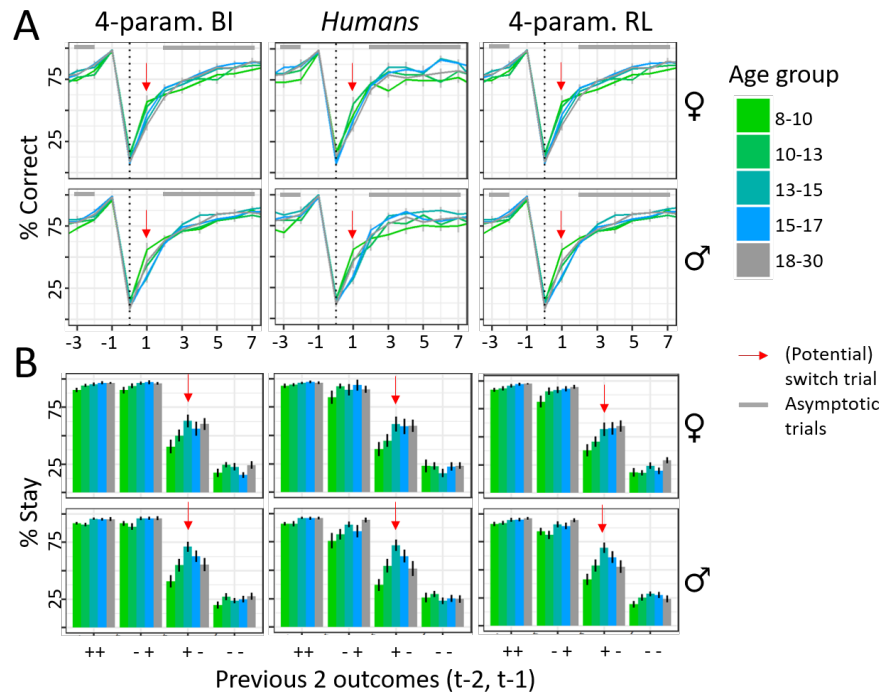 A
4-param. BI
Humans
4-param. RL
% Correct
75
25
♀
75
25
♂
-3 -1 1 3 5 7
-3 -1 1 3 5 7
-3 -1 1 3 5 7
Age group
8-10
10-13
13-15
15-17
18-30
(Potential)
switch trial
Asymptotic
trials
B
% Stay
75
25
♀
75
25
♂
++ - + + - - -
++ - + + - - -
++ - + + - - -
Previous 2 outcomes (t-2, t-1)